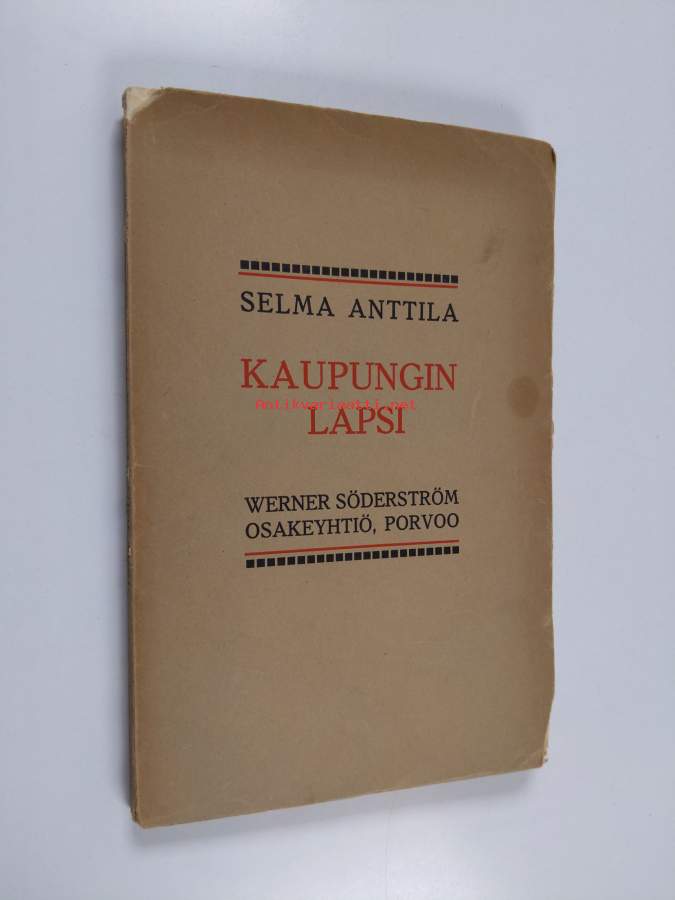 SELMA ANTTILA
KAUPUNGIN
Antikvariaatti.net
LAPSI
WERNER SÖDERSTRÖM
OSAKEYHTIÖ, PORVOO